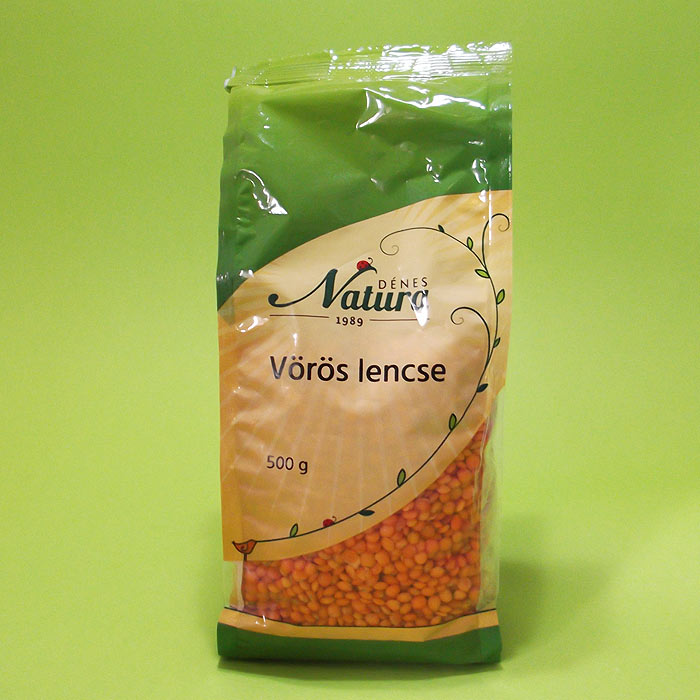 DÉNES
Natura
1989
Vörös lencse
500 g